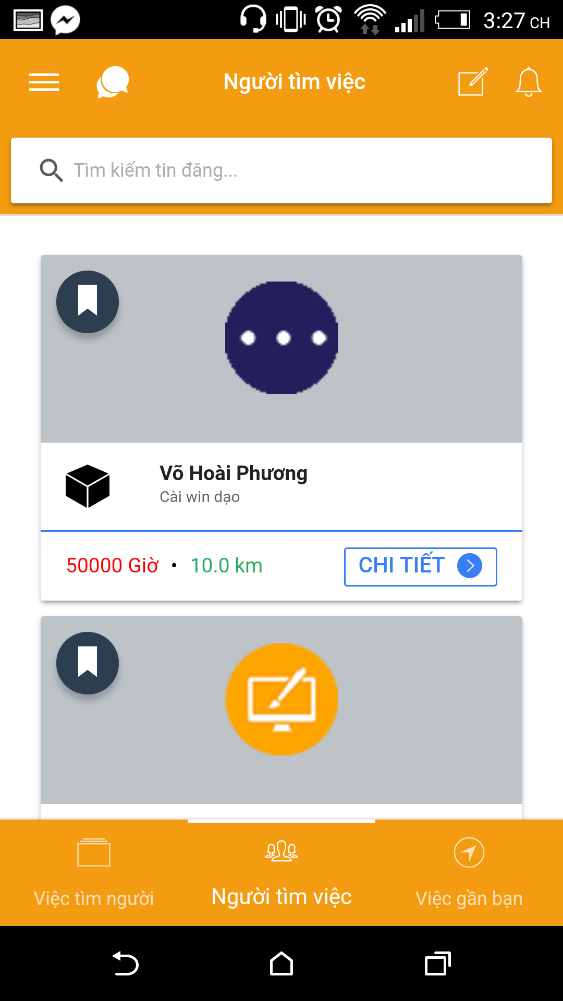 3:27 CH
Người tìm việc
Tìm kiếm tin đăng...
Võ Hoài Phương
Cài win dạo
50000 Giờ • 10.0 km
CHI TIẾT
Việc tìm người
Người tìm việc
Việc gần bạn